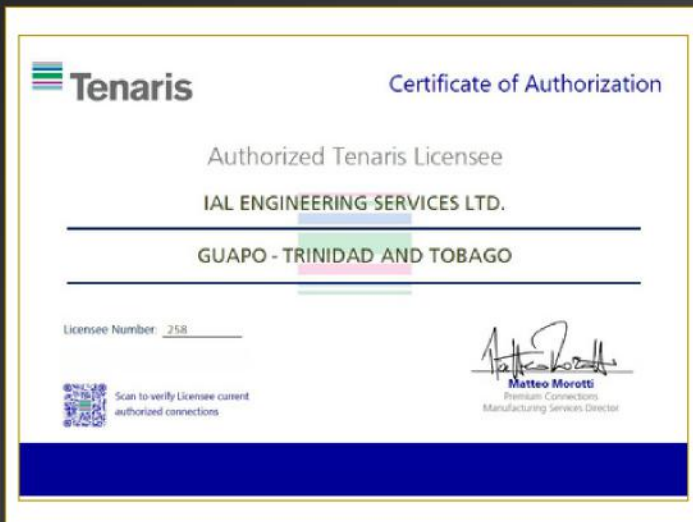 Tenaris
Certificate of Authorization
Authorized Tenaris Licensee
IAL ENGINEERING SERVICES LTD.
GUAPO - TRINIDAD AND TOBAGO
Licensee Number: 258
Scan to verify Licensee current
authorized connections
Matteo Morotti
Premium Connections
Manufacturing Services Director